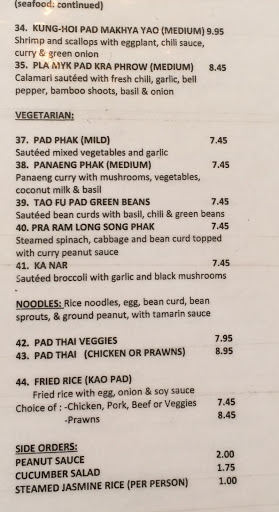 (seafood: continued)
34. KUNG-HOI PAD MAKHYA YAO (MEDIUM) 9.95
Shrimp and scallops with eggplant, chili sauce,
curry & green onion
35. PLA MYK PAD KRA PHROW (MEDIUM) 8.45
Calamari sautéed with fresh chili, garlic, bell
pepper, bamboo shoots, basil & onion
VEGETARIAN:
37. PAD PHAK (MILD) 7.45
Sautéed mixed vegetables and garlic
38. PANAENG PHAK (MEDIUM) 7.45
Panaeng curry with mushrooms, vegetables,
coconut milk & basil
39. TAO FU PAD GREEN BEANS 7.45
Sautéed bean curds with basil, chili & green beans
40. PRA RAM LONG SONG PHAK 7.45
Steamed spinach, cabbage and bean curd topped
with curry peanut sauce
41. KA NAR 7.45
Sautéed broccoli with garlic and black mushrooms
NOODLES: Rice noodles, egg, bean curd, bean
sprouts, & ground peanut, with tamarin sauce
42. PAD THAI VEGGIES 7.95
43. PAD THAI (CHICKEN OR PRAWNS) 8.95
44. FRIED RICE (KAO PAD)
Fried rice with egg, onion & soy sauce
Choice of : -Chicken, Pork, Beef or Veggies 7.45
-Prawns 8.45
SIDE ORDERS:
PEANUT SAUCE 2.00
CUCUMBER SALAD 1.75
STEAMED JASMINE RICE (PER PERSON) 1.00